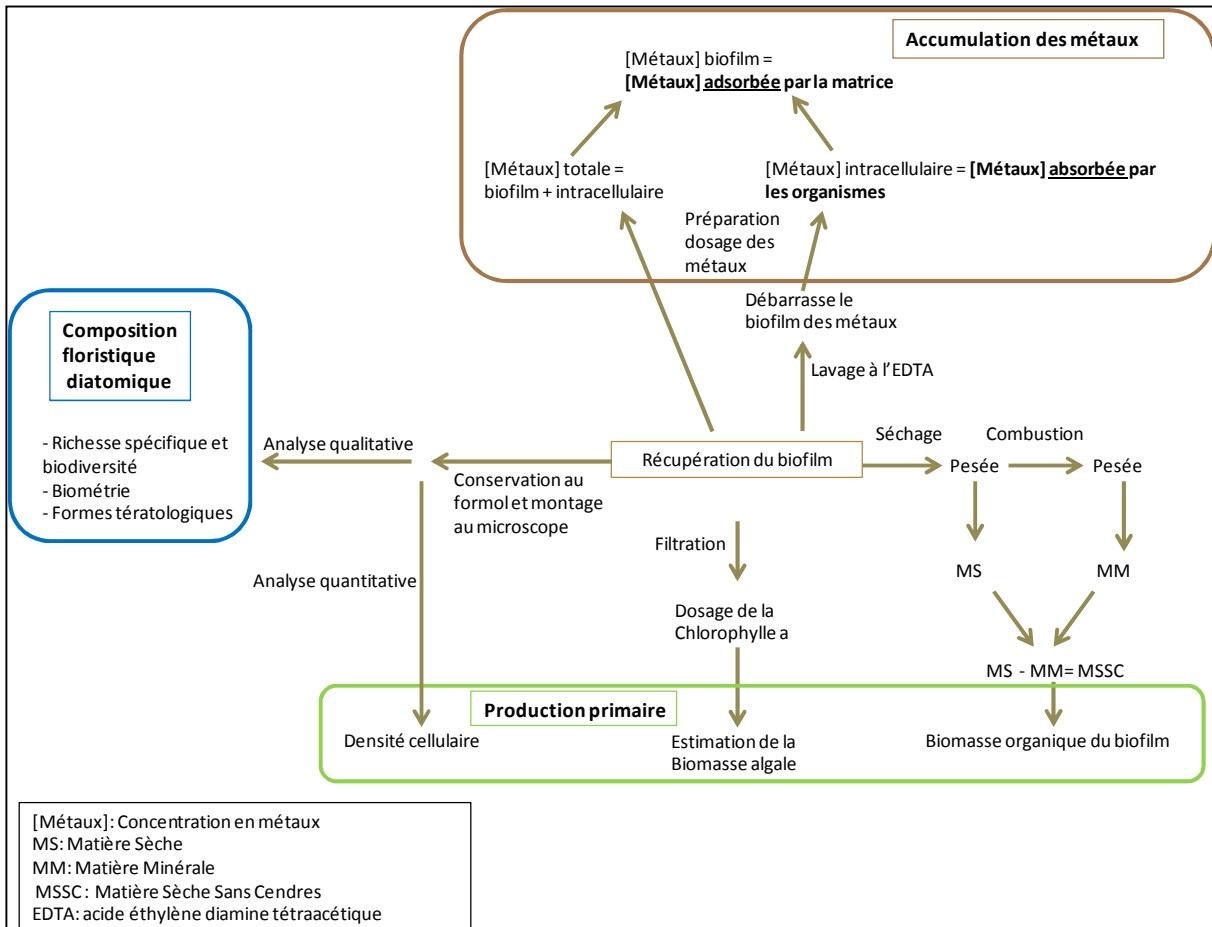 Accumulation des métaux
[Métaux] biofilm =
[Métaux] adsorbée par la matrice
[Métaux] totale =
biofilm + intracellulaire
[Métaux] intracellulaire = [Métaux] absorbée par
les organismes
Préparation
dosage des
métaux
Débarrasse le
biofilm des métaux
Lavage à l'EDTA
Composition
floristique
diatomique
- Richesse spécifique et
biodiversité
- Biométrie
- Formes tératologiques
Analyse qualitative
Conservation au
formol et montage
au microscope
Récupération du biofilm
Séchage
Combustion
Pesée
Pesée
Analyse quantitative
Filtration
MS
MM
Dosage de la
Chlorophylle a
MS - MM= MSSC
Production primaire
Densité cellulaire
Estimation de la
Biomasse algale
Biomasse organique du biofilm
[Métaux]: Concentration en métaux
MS: Matière Sèche
MM: Matière Minérale
MSSC : Matière Sèche Sans Cendres
EDTA: acide éthylène diamine tétraacétique